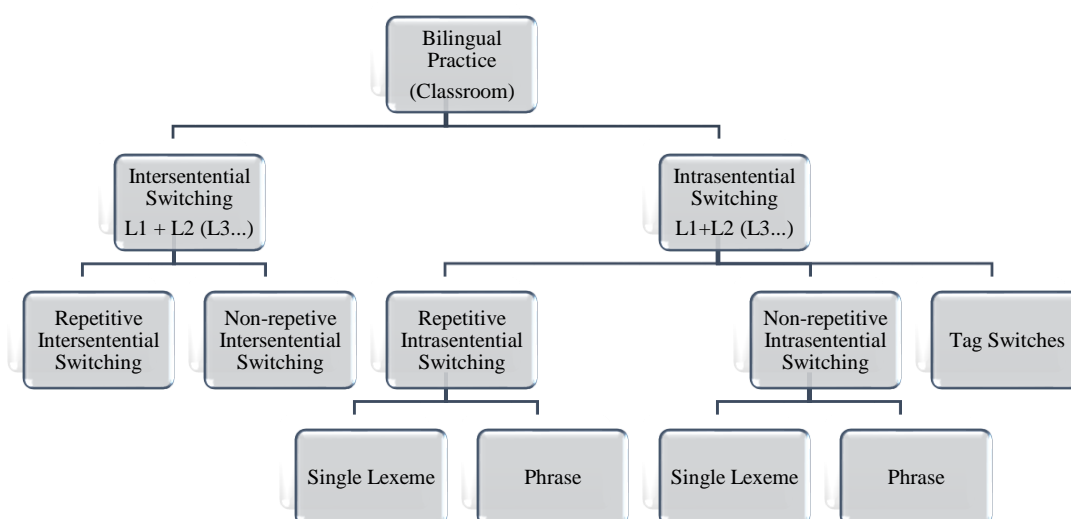 Bilingual
Practice
(Classroom)
Intersentential
Switching
L1 + L2 (L3...)
Intrasentential
Switching
L1+L2 (L3...)
Repetitive
Intersentential
Switching
Non-repetive
Intersentential
Switching
Repetitive
Intrasentential
Switching
Non-repetitive
Intrasentential
Switching
Tag Switches
Single Lexeme
Phrase
Single Lexeme
Phrase